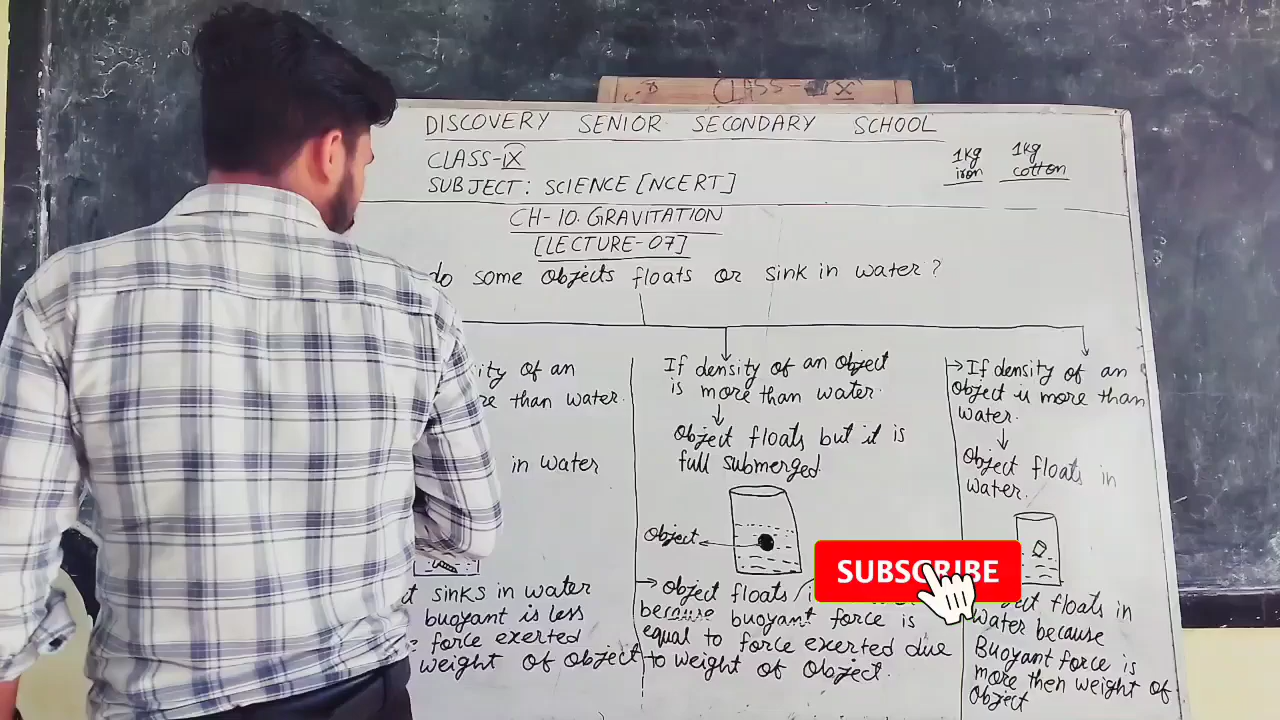 CLASS- X
DISCOVERY SENIOR SECONDARY SCHOOL
CLASS-IX
SUBJECT: SCIENCE [NCERT]
1kg iron
1kg cotton
CH-10. GRAVITATION
[LECTURE-07]
do some objects floats or sink in water?
ity of an
re than water.
in water
t sinks in water
buoyant is less
force exerted
weight of object
If density of an object
is more than water.
Object floats but it is
full submerged
Object
Object floats
because buoyant force is
equal to force exerted due
to weight of object.
If density of an
object is more than
water.
Object floats in
water.
ect floats in
water because
Buoyant force is
more then weight of
object
SUBSCRIBE